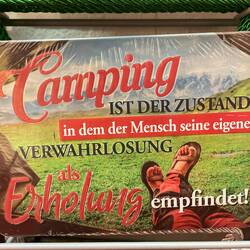 Camping
IST DER ZUSTAND
in dem der Mensch seine eigene
VERWAHRLOSUNG
als
Erholung empfindet!